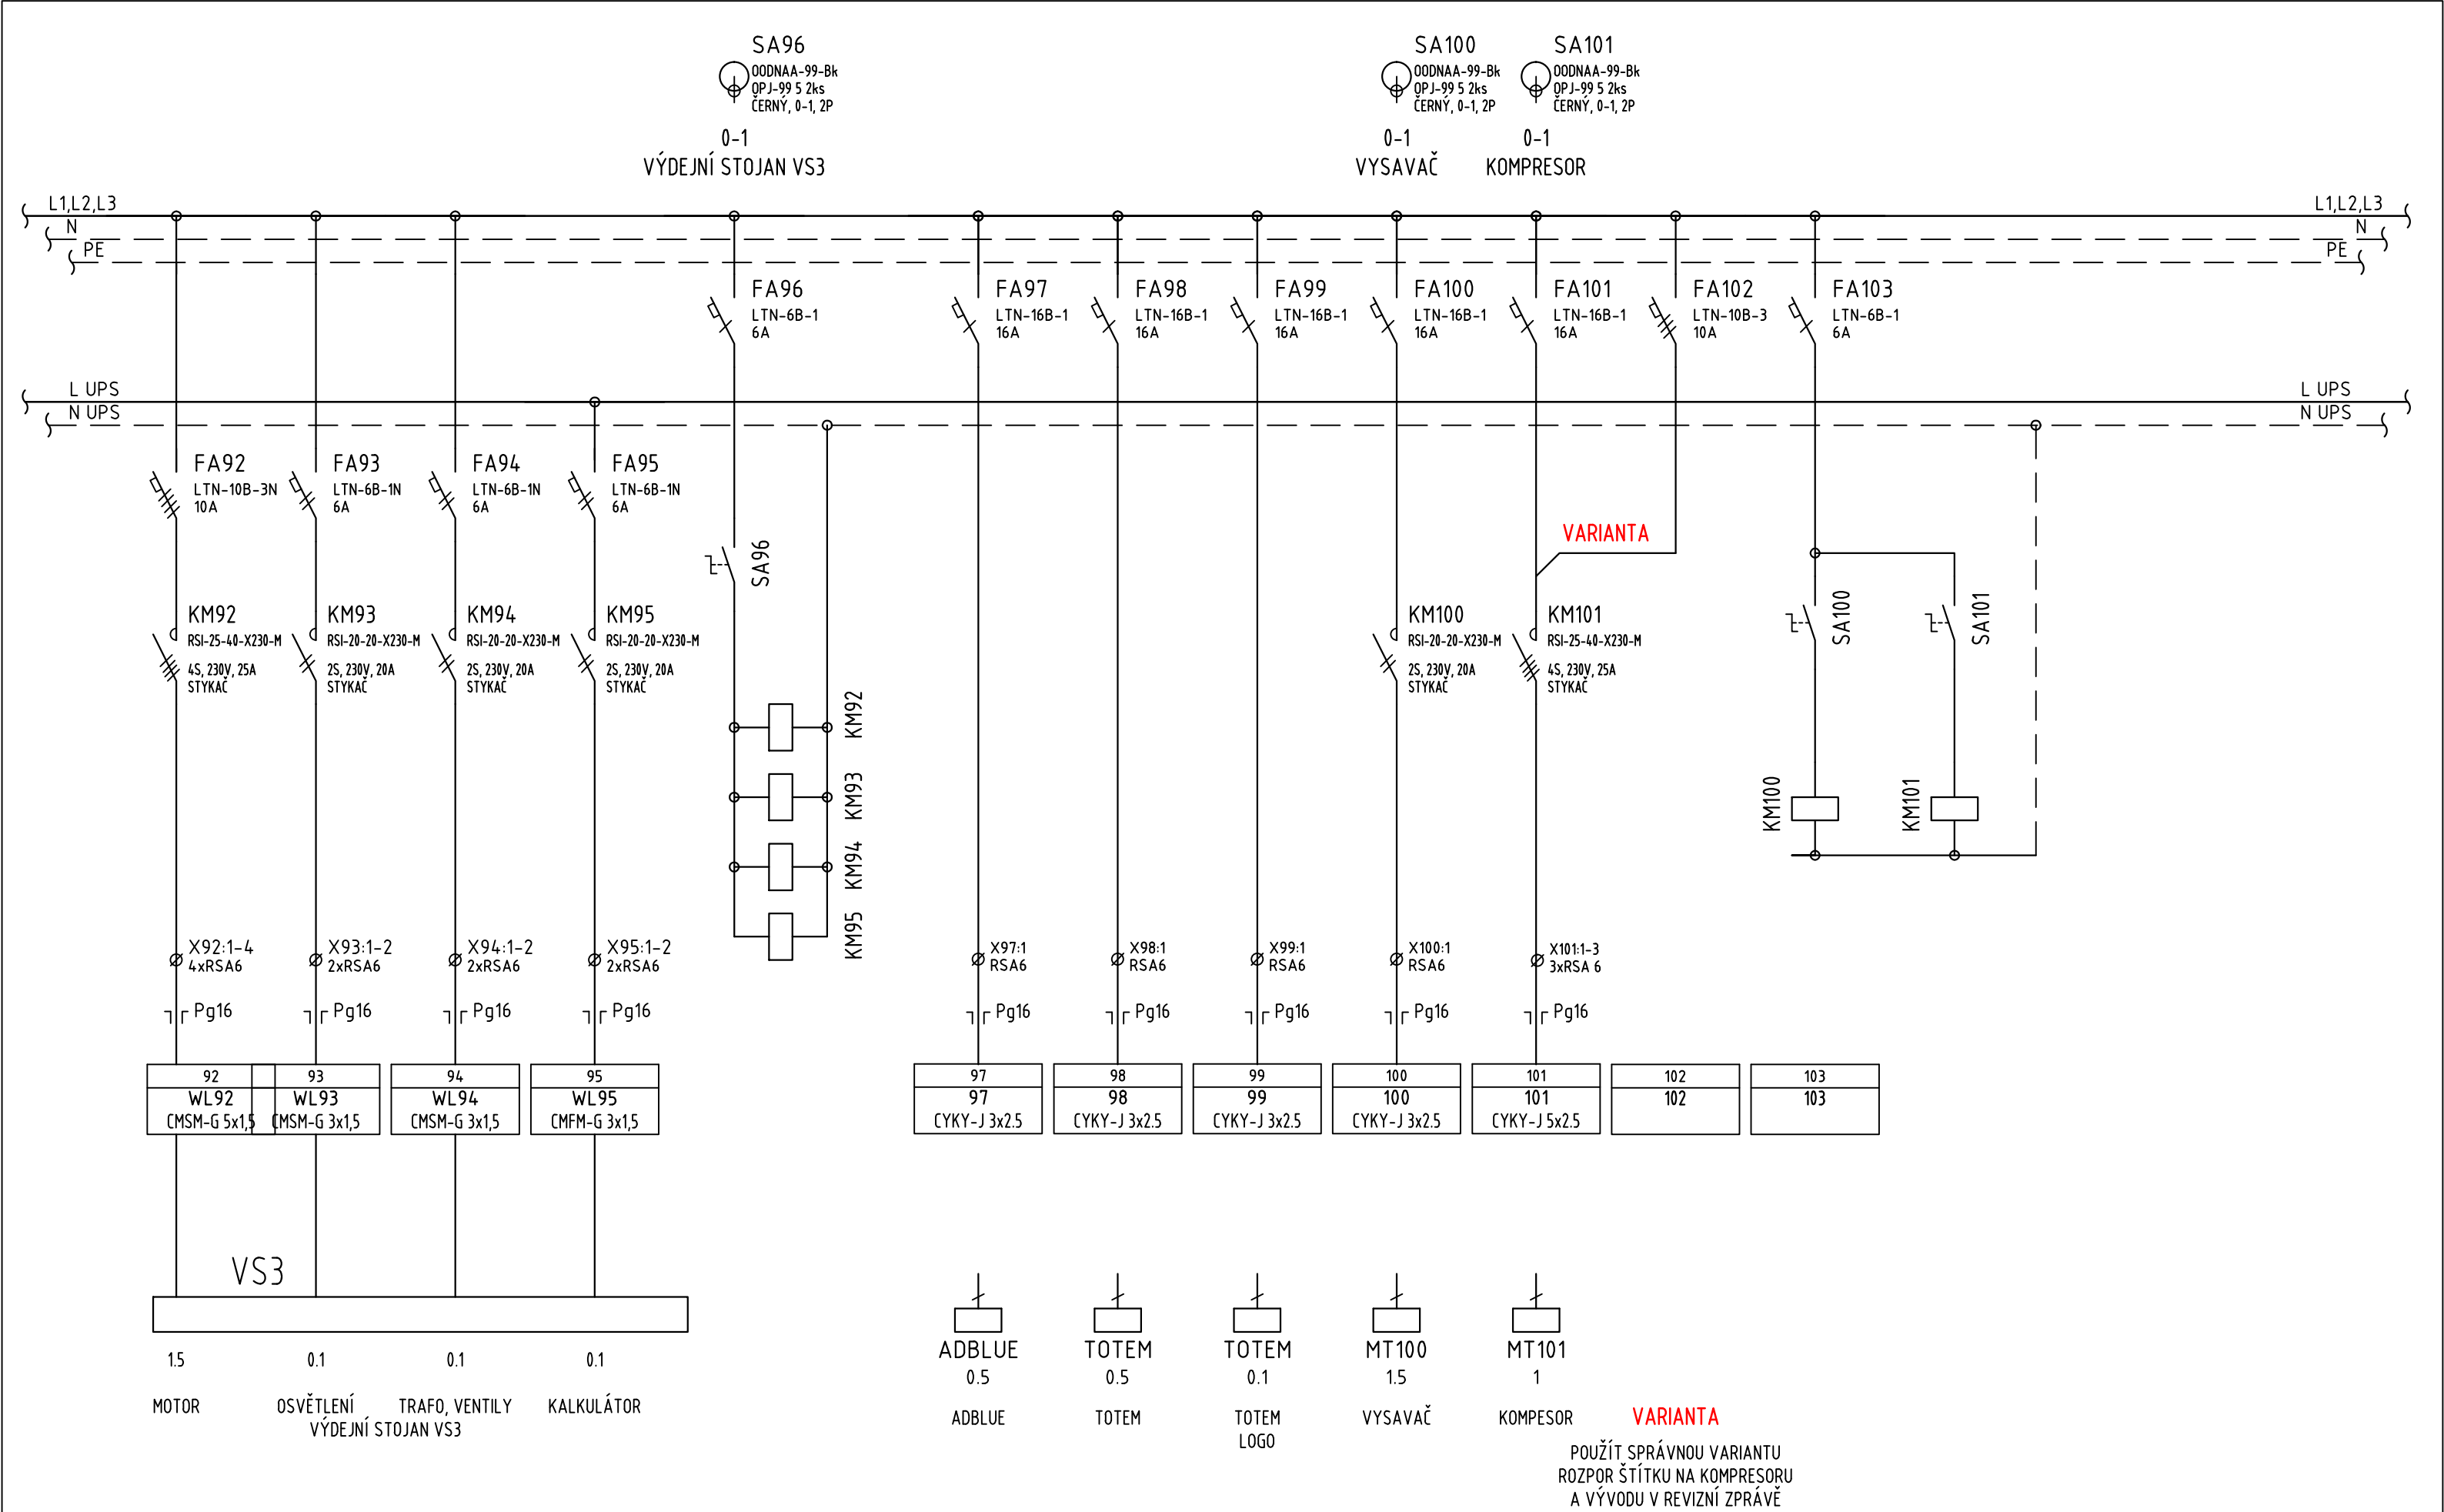 SA96
OODNAA-99-Bk
OPJ-99 5 2ks
ČERNÝ, 0-1, 2P
0-1
VÝDEJNÍ STOJAN VS3
SA100
OODNAA-99-Bk
OPJ-99 5 2ks
ČERNÝ, 0-1, 2P
0-1
VYSAVAČ
SA101
OODNAA-99-Bk
OPJ-99 5 2ks
ČERNÝ, 0-1, 2P
0-1
KOMPRESOR
L1,L2,L3
N
PE
L1,L2,L3
N
PE
FA96
LTN-6B-1
6A
FA97
LTN-16B-1
16A
FA98
LTN-16B-1
16A
FA99
LTN-16B-1
16A
FA100
LTN-16B-1
16A
FA101
LTN-16B-1
16A
FA102
LTN-10B-3
10A
FA103
LTN-6B-1
6A
L UPS
N UPS
L UPS
N UPS
FA92
LTN-10B-3N
10A
FA93
LTN-6B-1N
6A
FA94
LTN-6B-1N
6A
FA95
LTN-6B-1N
6A
SA96
VARIANTA
KM92
RSI-25-40-X230-M
4S, 230V, 25A
STYKAČ
KM93
RSI-20-20-X230-M
2S, 230V, 20A
STYKAČ
KM94
RSI-20-20-X230-M
2S, 230V, 20A
STYKAČ
KM95
RSI-20-20-X230-M
2S, 230V, 20A
STYKAČ
KM100
RSI-20-20-X230-M
2S, 230V, 20A
STYKAČ
KM101
RSI-25-40-X230-M
4S, 230V, 25A
STYKAČ
SA100
SA101
KM92
KM93
KM94
KM95
KM100
KM101
X92:1-4
4xRSA6
X93:1-2
2xRSA6
X94:1-2
2xRSA6
X95:1-2
2xRSA6
X97:1
RSA6
X98:1
RSA6
X99:1
RSA6
X100:1
RSA6
X101:1-3
3xRSA 6
Pg16
Pg16
Pg16
Pg16
Pg16
Pg16
Pg16
Pg16
Pg16
92
WL92
CMSM-G 5x1,5
93
WL93
CMSM-G 3x1,5
94
WL94
CMSM-G 3x1,5
95
WL95
CMFM-G 3x1,5
97
97
CYKY-J 3x2.5
98
98
CYKY-J 3x2.5
99
99
CYKY-J 3x2.5
100
100
CYKY-J 3x2.5
101
101
CYKY-J 5x2.5
102
102
103
103
VS3
1.5
MOTOR
0.1
OSVĚTLENÍ
0.1
TRAFO, VENTILY
0.1
KALKULÁTOR
VÝDEJNÍ STOJAN VS3
ADBLUE
0.5
ADBLUE
TOTEM
0.5
TOTEM
TOTEM
0.1
TOTEM
LOGO
MT100
1.5
VYSAVAČ
MT101
1
KOMPESOR
VARIANTA
POUŽÍT SPRÁVNOU VARIANTU
ROZPOR ŠTÍTKU NA KOMPRESORU
A VÝVODU V REVIZNÍ ZPRÁVĚ